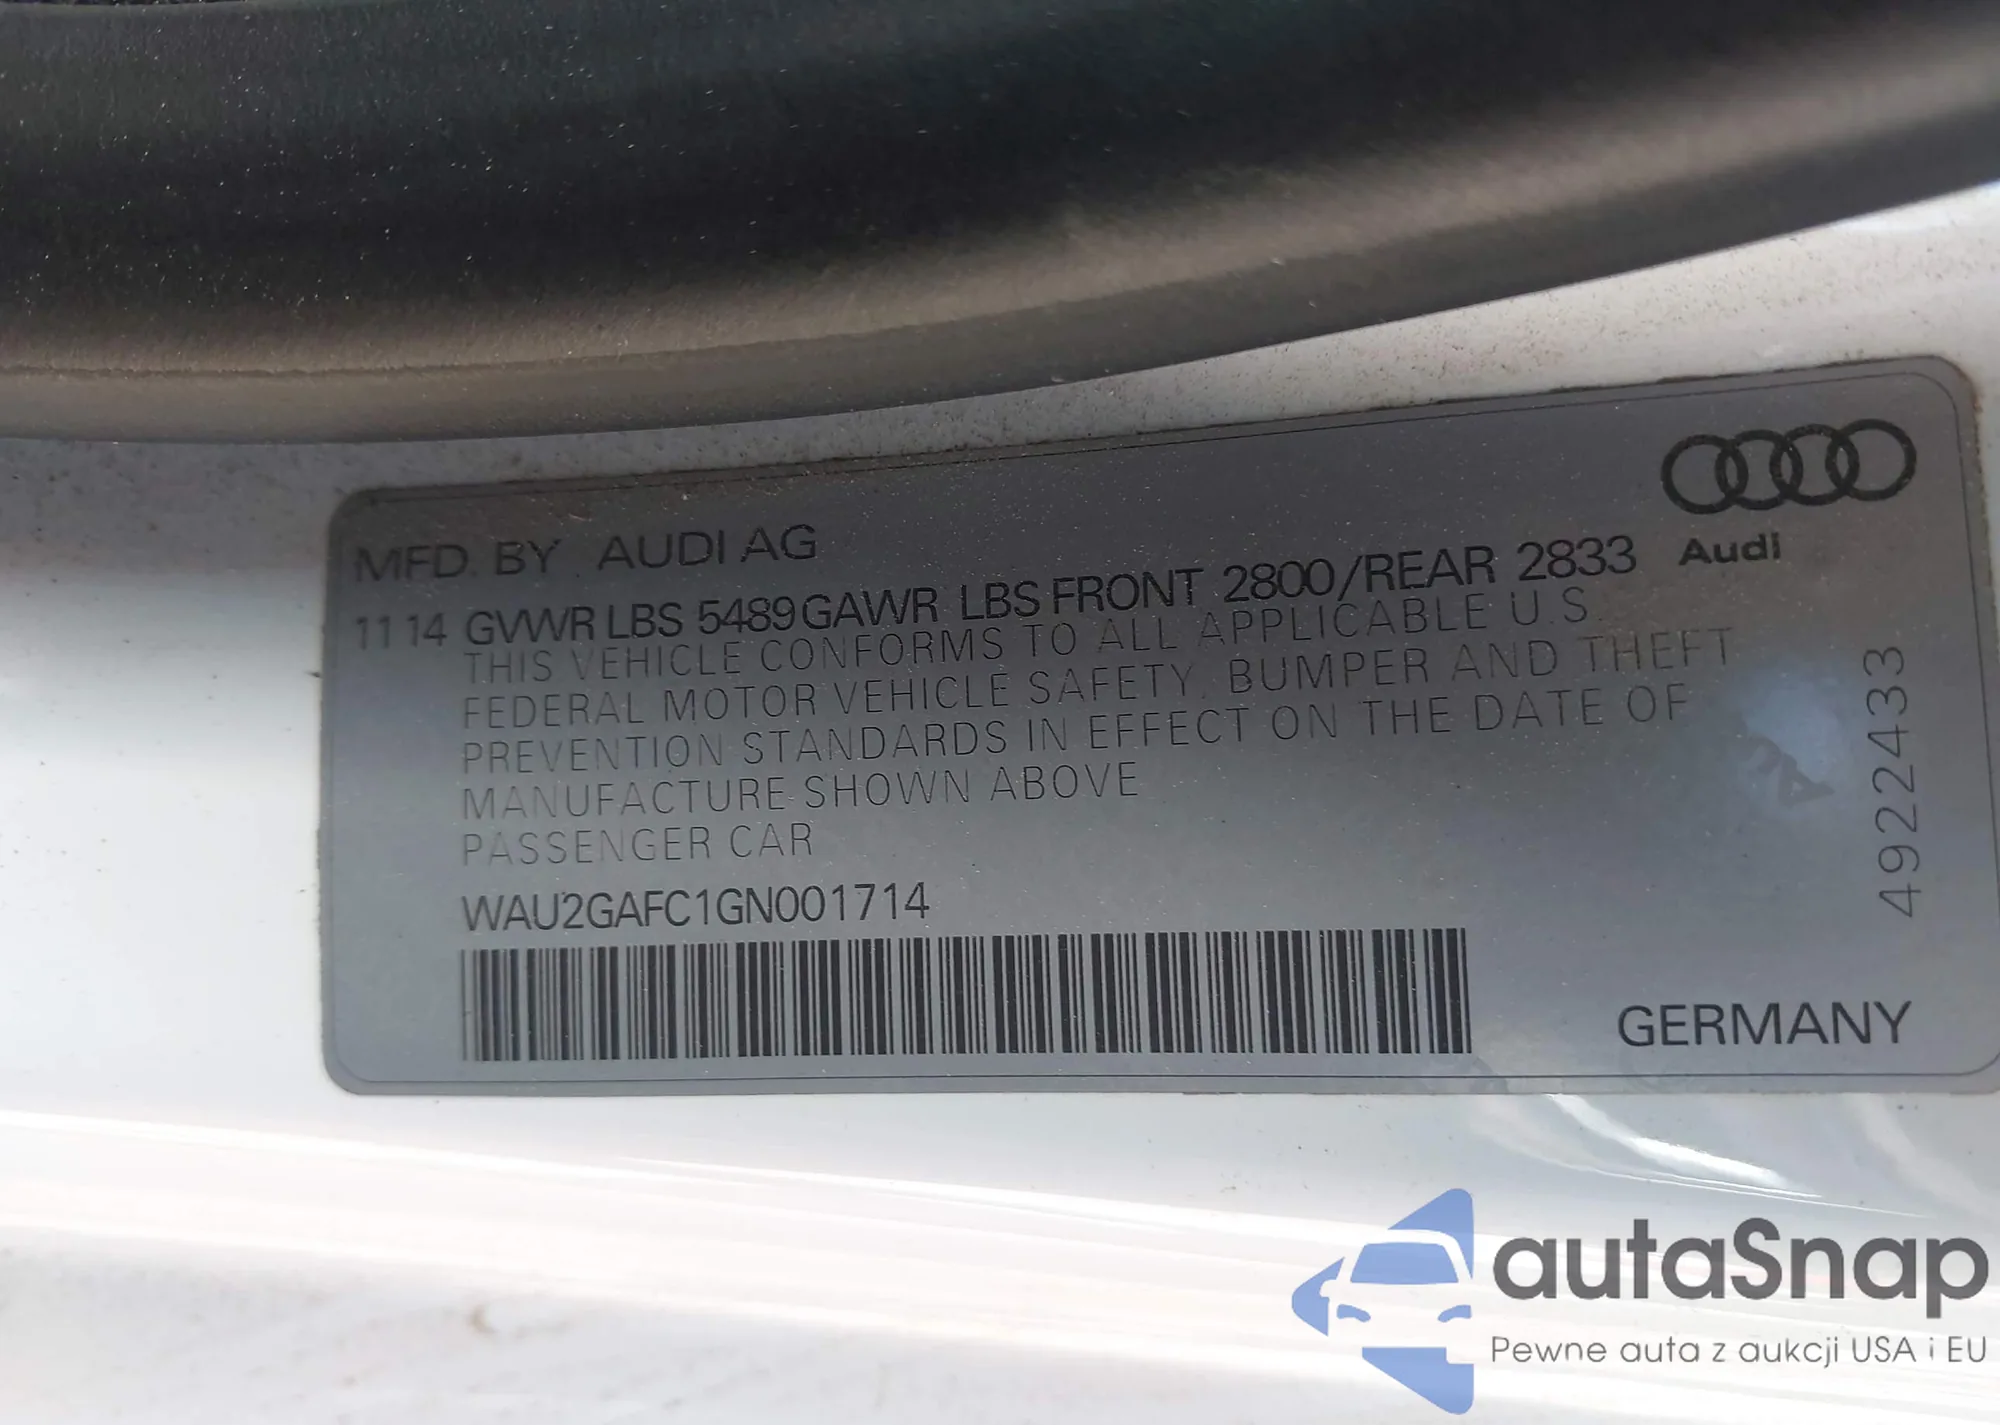 MFD. BY . AUDI AG
Audi
11 14 GVWR LBS 5489 GAWR LBS FRONT 2800/REAR 2833
THIS VEHICLE CONFORMS TO ALL APPLICABLE U.S.
FEDERAL MOTOR VEHICLE SAFETY, BUMPER AND THEFT
PREVENTION STANDARDS IN EFFECT ON THE DATE OF
MANUFACTURE SHOWN ABOVE
PASSENGER CAR
WAU2GAFC1GN001714
4922433
GERMANY
autaSnap
Pewne auta z aukcji USA i EU